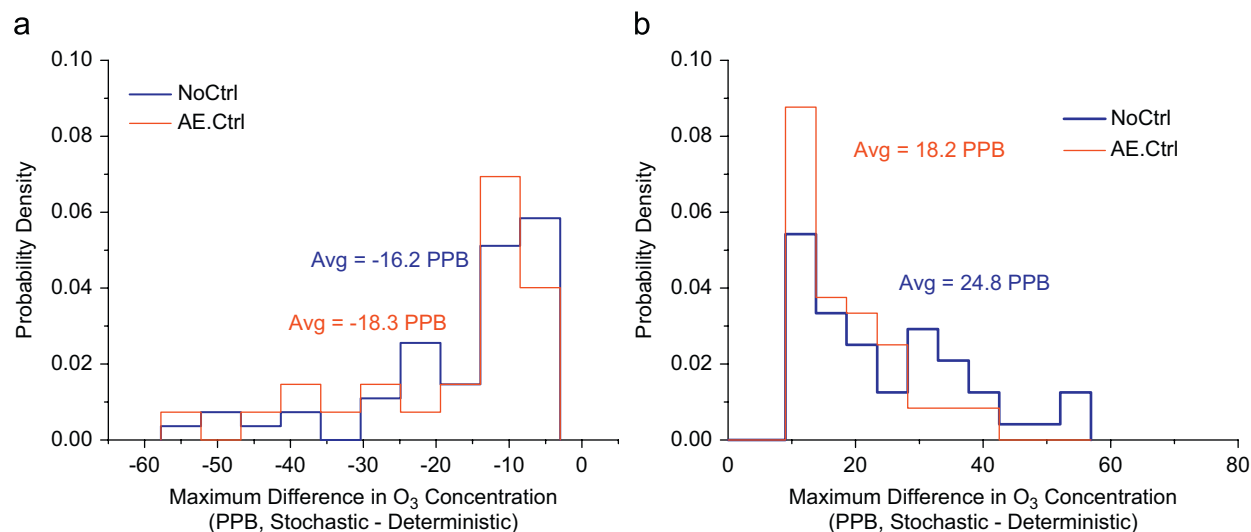 a
0.10
0.08
0.06
0.04
0.02
0.00
Probability Density
NoCtrl
AE.Ctrl
Avg = -16.2 PPB
Avg = -18.3 PPB
-60 -50 -40 -30 -20 -10 0
Maximum Difference in O₃ Concentration
(PPB, Stochastic - Deterministic)
b
0.10
0.08
0.06
0.04
0.02
0.00
Probability Density
NoCtrl
AE.Ctrl
Avg = 18.2 PPB
Avg = 24.8 PPB
0 20 40 60 80
Maximum Difference in O₃ Concentration
(PPB, Stochastic - Deterministic)